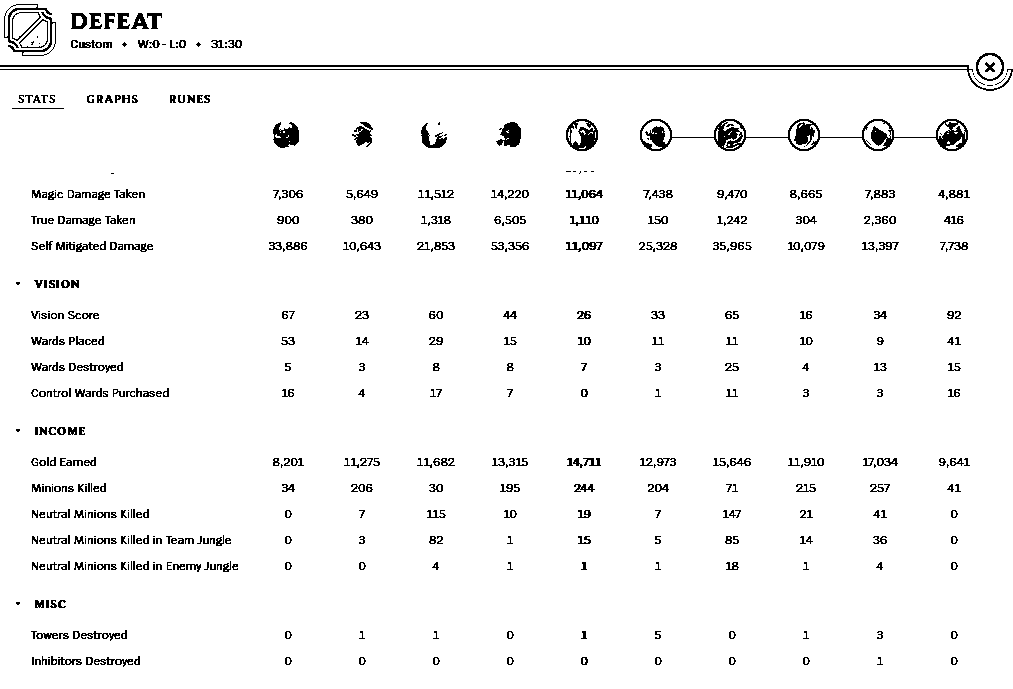 DEFEAT
Custom • W:0 - L:0 • 31:30
STATS GRAPHS RUNES
Magic Damage Taken 7,306 5,649 11,512 14,220 11,064 7,438 9,470 8,665 7,883 4,881
True Damage Taken 900 380 1,318 6,505 1,110 150 1,242 304 2,360 416
Self Mitigated Damage 33,886 10,643 21,853 53,356 11,097 25,328 35,965 10,079 13,397 7,738
VISION
Vision Score 67 23 60 44 26 33 65 16 34 92
Wards Placed 53 14 29 15 10 11 11 10 9 41
Wards Destroyed 5 3 8 8 7 3 25 4 13 15
Control Wards Purchased 16 4 17 7 0 1 11 3 3 16
INCOME
Gold Earned 8,201 11,275 11,682 13,315 14,711 12,973 15,646 11,910 17,034 9,641
Minions Killed 34 206 30 195 244 204 71 215 257 41
Neutral Minions Killed 0 7 115 10 19 7 147 21 41 0
Neutral Minions Killed in Team Jungle 0 3 82 1 15 5 85 14 36 0
Neutral Minions Killed in Enemy Jungle 0 0 4 1 1 1 18 1 4 0
MISC
Towers Destroyed 0 1 1 0 1 5 0 1 3 0
Inhibitors Destroyed 0 0 0 0 0 0 0 0 1 0